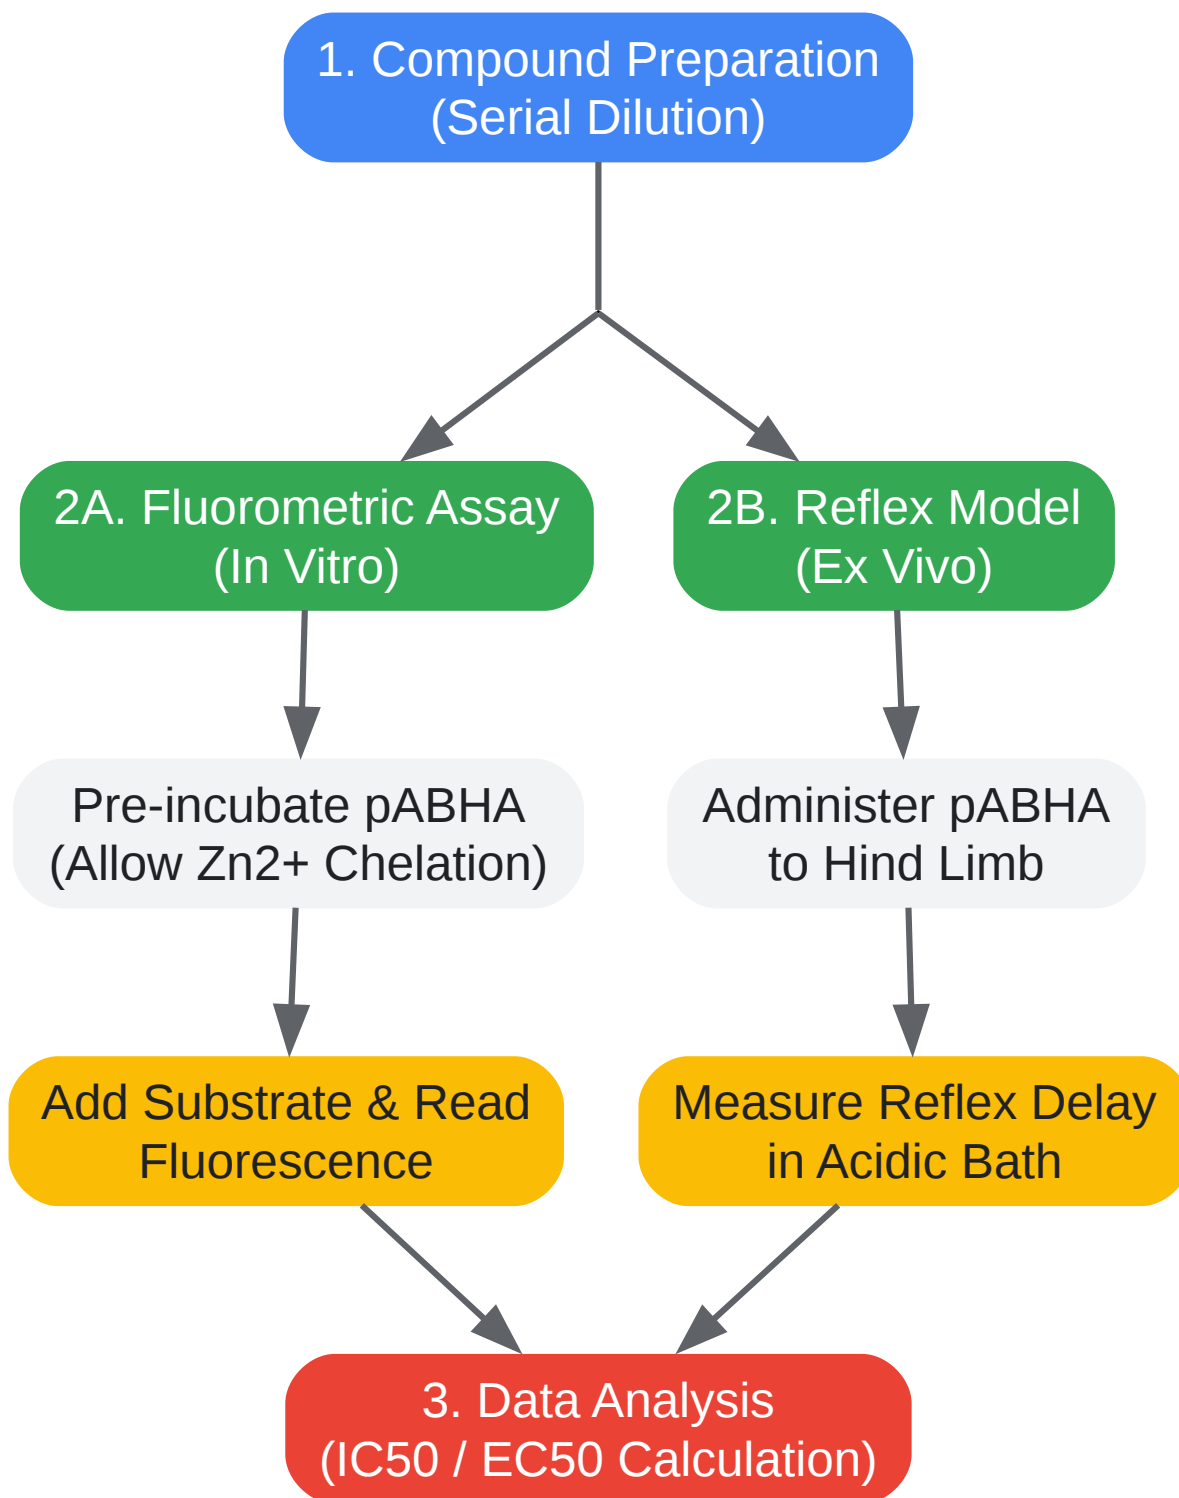 1. Compound Preparation
(Serial Dilution)
2A. Fluorometric Assay
(In Vitro)
2B. Reflex Model
(Ex Vivo)
Pre-incubate pABHA
(Allow Zn2+ Chelation)
Administer pABHA
to Hind Limb
Add Substrate & Read
Fluorescence
Measure Reflex Delay
in Acidic Bath
3. Data Analysis
(IC50 / EC50 Calculation)